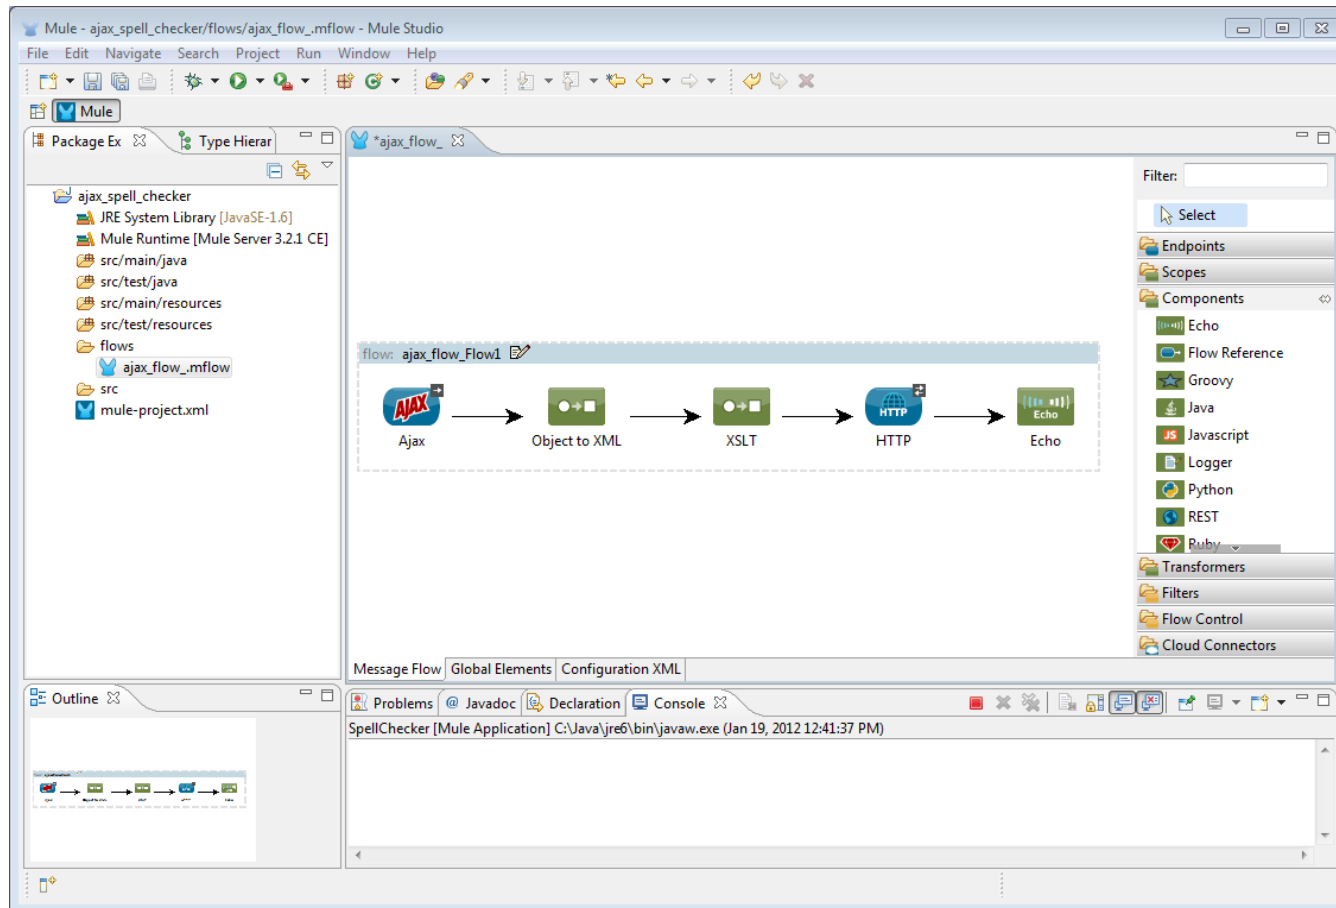 Mule - ajax_spell_checker/flows/ajax_flow_.mflow - Mule Studio
File Edit Navigate Search Project Run Window Help
Mule
Package Ex Type Hierar
*ajax_flow_
ajax_spell_checker
JRE System Library [JavaSE-1.6]
Mule Runtime [Mule Server 3.2.1 CE]
src/main/java
src/test/java
src/main/resources
src/test/resources
flows
ajax_flow_.mflow
src
mule-project.xml
flow: ajax_flow_Flow1
AJAX
HTTP
Echo
Ajax
Object to XML
XSLT
HTTP
Echo
Filter:
Select
Endpoints
Scopes
Components
Echo
Flow Reference
Groovy
Java
JS Javascript
Logger
Python
REST
Ruby
Transformers
Filters
Flow Control
Cloud Connectors
Message Flow Global Elements Configuration XML
Outline
Problems @ Javadoc Declaration Console
SpellChecker [Mule Application] C:\Java\jre6\bin\javaw.exe (Jan 19, 2012 12:41:37 PM)